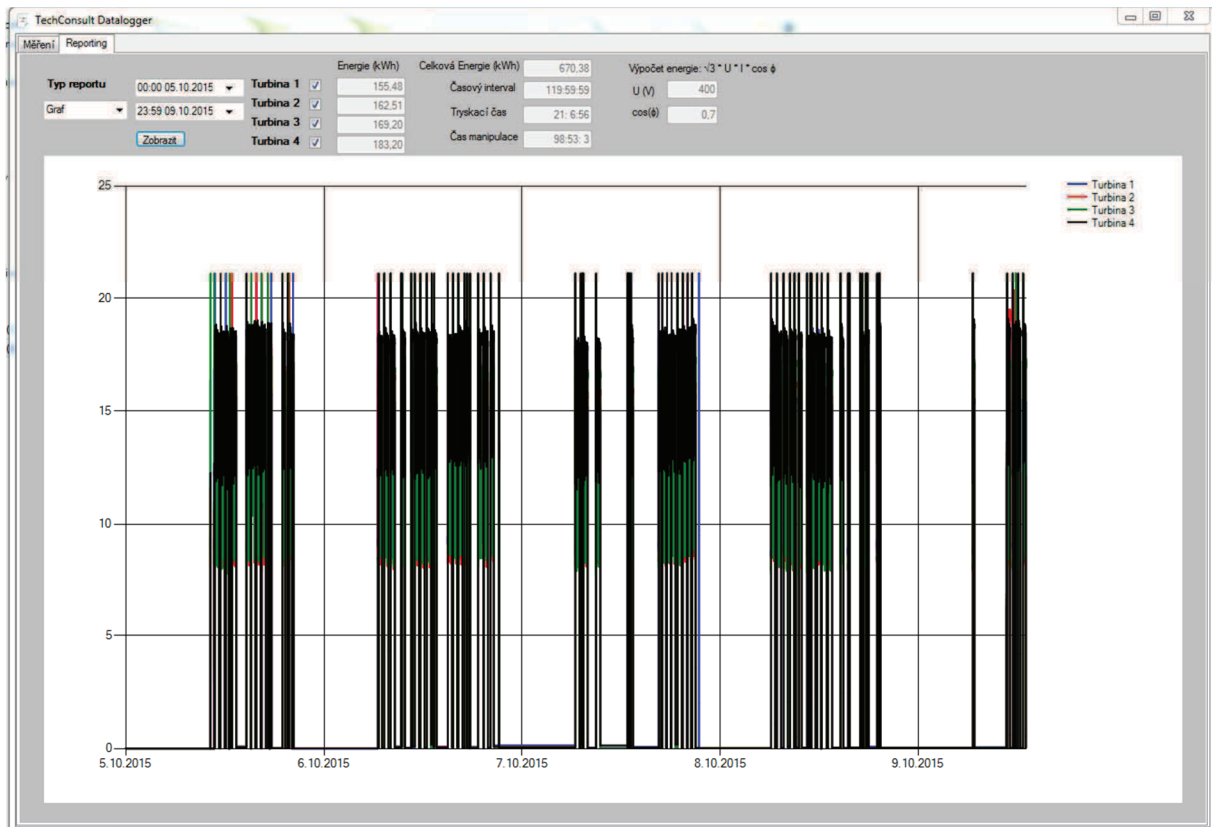 TechConsult Datalogger
Měření Reporting
Energie (kWh) Celková Energie (kWh) 670,38 Výpočet energie: √3 * U * I * cos ϕ
Typ reportu 00:00 05.10.2015 Turbina 1 155,48 Časový interval 119:59:59 U (V) 400
Graf 23:59 09.10.2015 Turbina 2 162,51 Tryskací čas 21: 6:56 cos(ϕ) 0,7
Turbina 3 169,20
Zobrazit Turbina 4 183,20 Čas manipulace 98:53: 3
25
20
15
10
5
0
5.10.2015 6.10.2015 7.10.2015 8.10.2015 9.10.2015
Turbina 1
Turbina 2
Turbina 3
Turbina 4